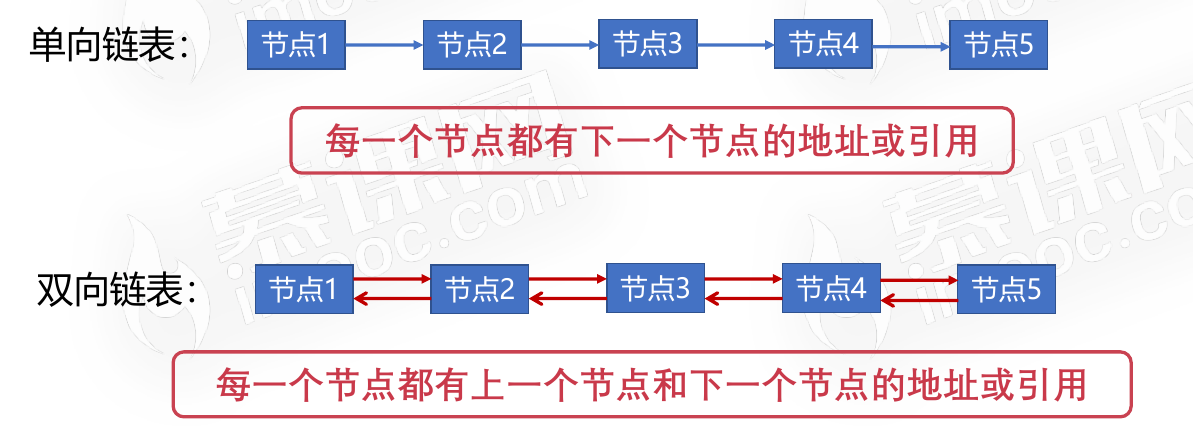 单向链表：
节点1 节点2 节点3 节点4 节点5
每一个节点都有下一个节点的地址或引用
慕课网
imooc.com
双向链表：
节点1 节点2 节点3 节点4 节点5
每一个节点都有上一个节点和下一个节点的地址或引用